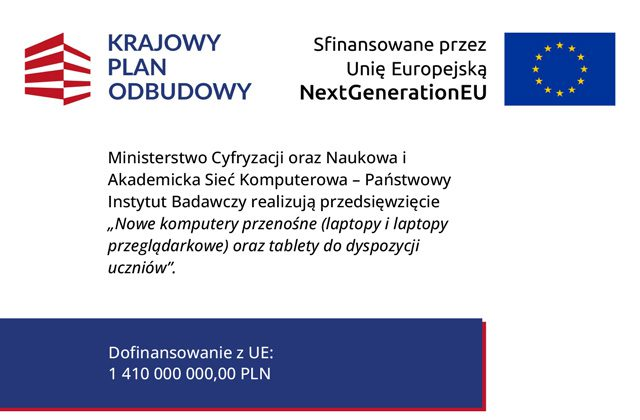 KRAJOWY
PLAN
ODBUDOWY
Sfinansowane przez
Unię Europejską
NextGenerationEU
Ministerstwo Cyfryzacji oraz Naukowa i
Akademicka Sieć Komputerowa – Państwowy
Instytut Badawczy realizują przedsięwzięcie
„Nowe komputery przenośne (laptopy i laptopy
przeglądarkowe) oraz tablety do dyspozycji
uczniów”.
Dofinansowanie z UE:
1 410 000 000,00 PLN